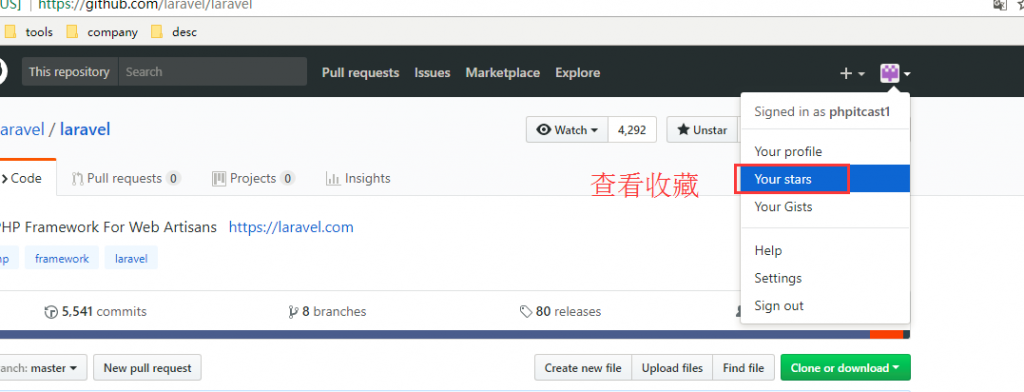 US] | https://github.com/laravel/laravel
tools company desc
This repository Search Pull requests Issues Marketplace Explore
Signed in as phpitcast1
aravel / laravel
Watch 4,292 Unstar
Your profile
Code Pull requests 0 Projects 0 Insights
查看收藏
Your stars
Your Gists
PHP Framework For Web Artisans https://laravel.com
hp framework laravel
Help
Settings
Sign out
5,541 commits 8 branches 80 releases
anch: master New pull request Create new file Upload files Find file Clone or download